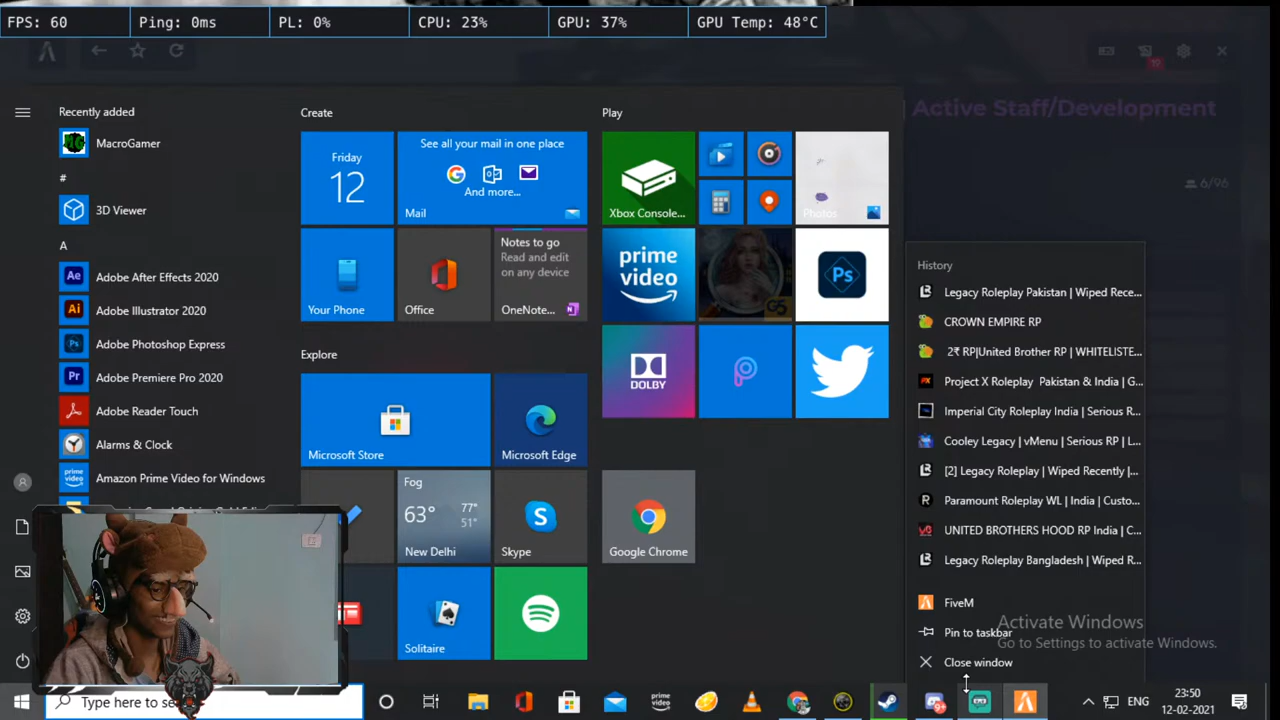 FPS: 60
Ping: 0ms
PL: 0%
CPU: 23%
GPU: 37%
GPU Temp: 48°C
Active Staff/Development
6/96
Recently added
MacroGamer
#
3D Viewer
A
Adobe After Effects 2020
Adobe Illustrator 2020
Adobe Photoshop Express
Adobe Premiere Pro 2020
Adobe Reader Touch
Alarms & Clock
Amazon Prime Video for Windows
Create
Friday
12
See all your mail in one place
And more...
Mail
Your Phone
Office
Notes to go
Read and edit
on any device
OneNote...
Explore
Microsoft Store
Microsoft Edge
Fog
63°
77°
51°
New Delhi
Skype
Solitaire
Play
Xbox Console...
Photos
prime
video
Ps
DOLBY
Google Chrome
History
Legacy Roleplay Pakistan | Wiped Rece...
CROWN EMPIRE RP
2₹ RP|United Brother RP | WHITELISTE...
Project X Roleplay Pakistan & India | G...
Imperial City Roleplay India | Serious R...
Cooley Legacy | vMenu | Serious RP | L...
[2] Legacy Roleplay | Wiped Recently |...
Paramount Roleplay WL | India | Custo...
UNITED BROTHERS HOOD RP India | C...
Legacy Roleplay Bangladesh | Wiped R...
FiveM
Pin to taskbar
Close window
Activate Windows
Go to Settings to activate Windows.
Type here to se
ENG
23:50
12-02-2021